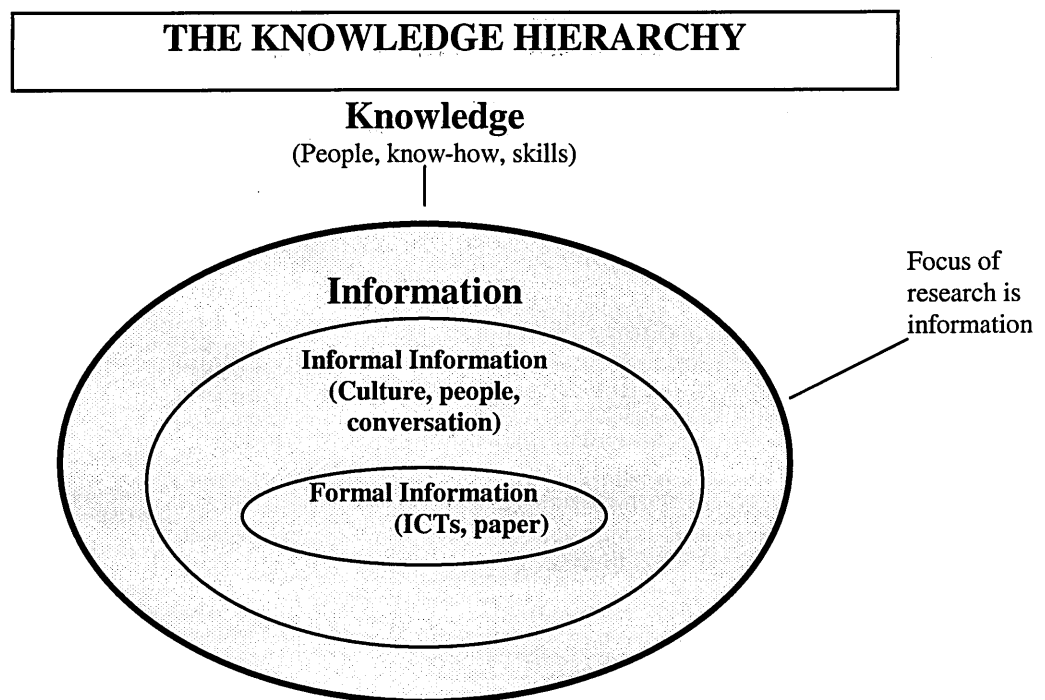 THE KNOWLEDGE HIERARCHY
Knowledge
(People, know-how, skills)
Information
Focus of
research is
information
Informal Information
(Culture, people,
conversation)
Formal Information
(ICTs, paper)